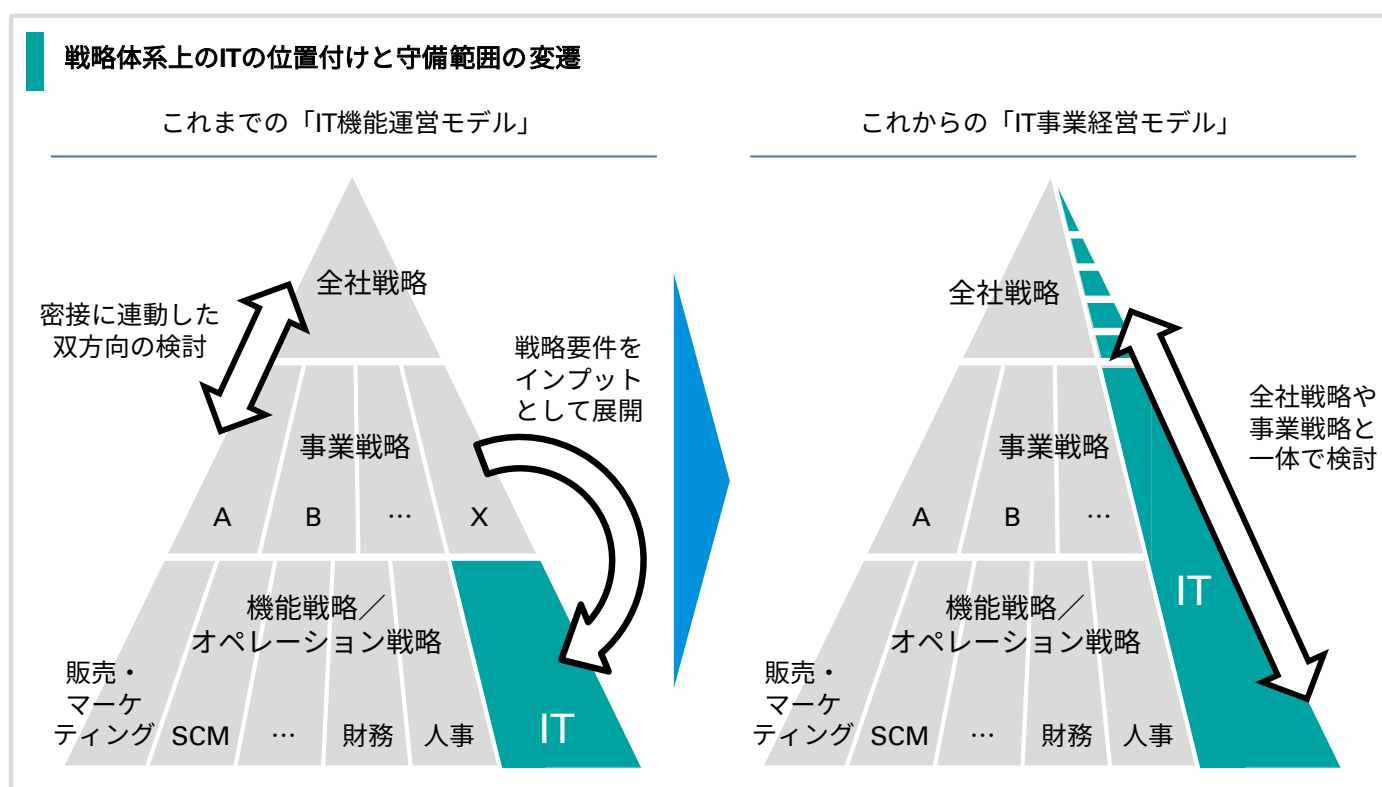 戦略体系上のITの位置付けと守備範囲の変遷
これまでの「IT機能運営モデル」
全社戦略
密接に連動した
双方向の検討
戦略要件を
インプット
として展開
事業戦略
A
B
…
X
機能戦略／
オペレーション戦略
販売・
マーケ
ティング
SCM
…
財務
人事
IT
これからの「IT事業経営モデル」
全社戦略
全社戦略や
事業戦略と
一体で検討
事業戦略
A
B
…
IT
機能戦略／
オペレーション戦略
販売・
マーケ
ティング
SCM
…
財務
人事